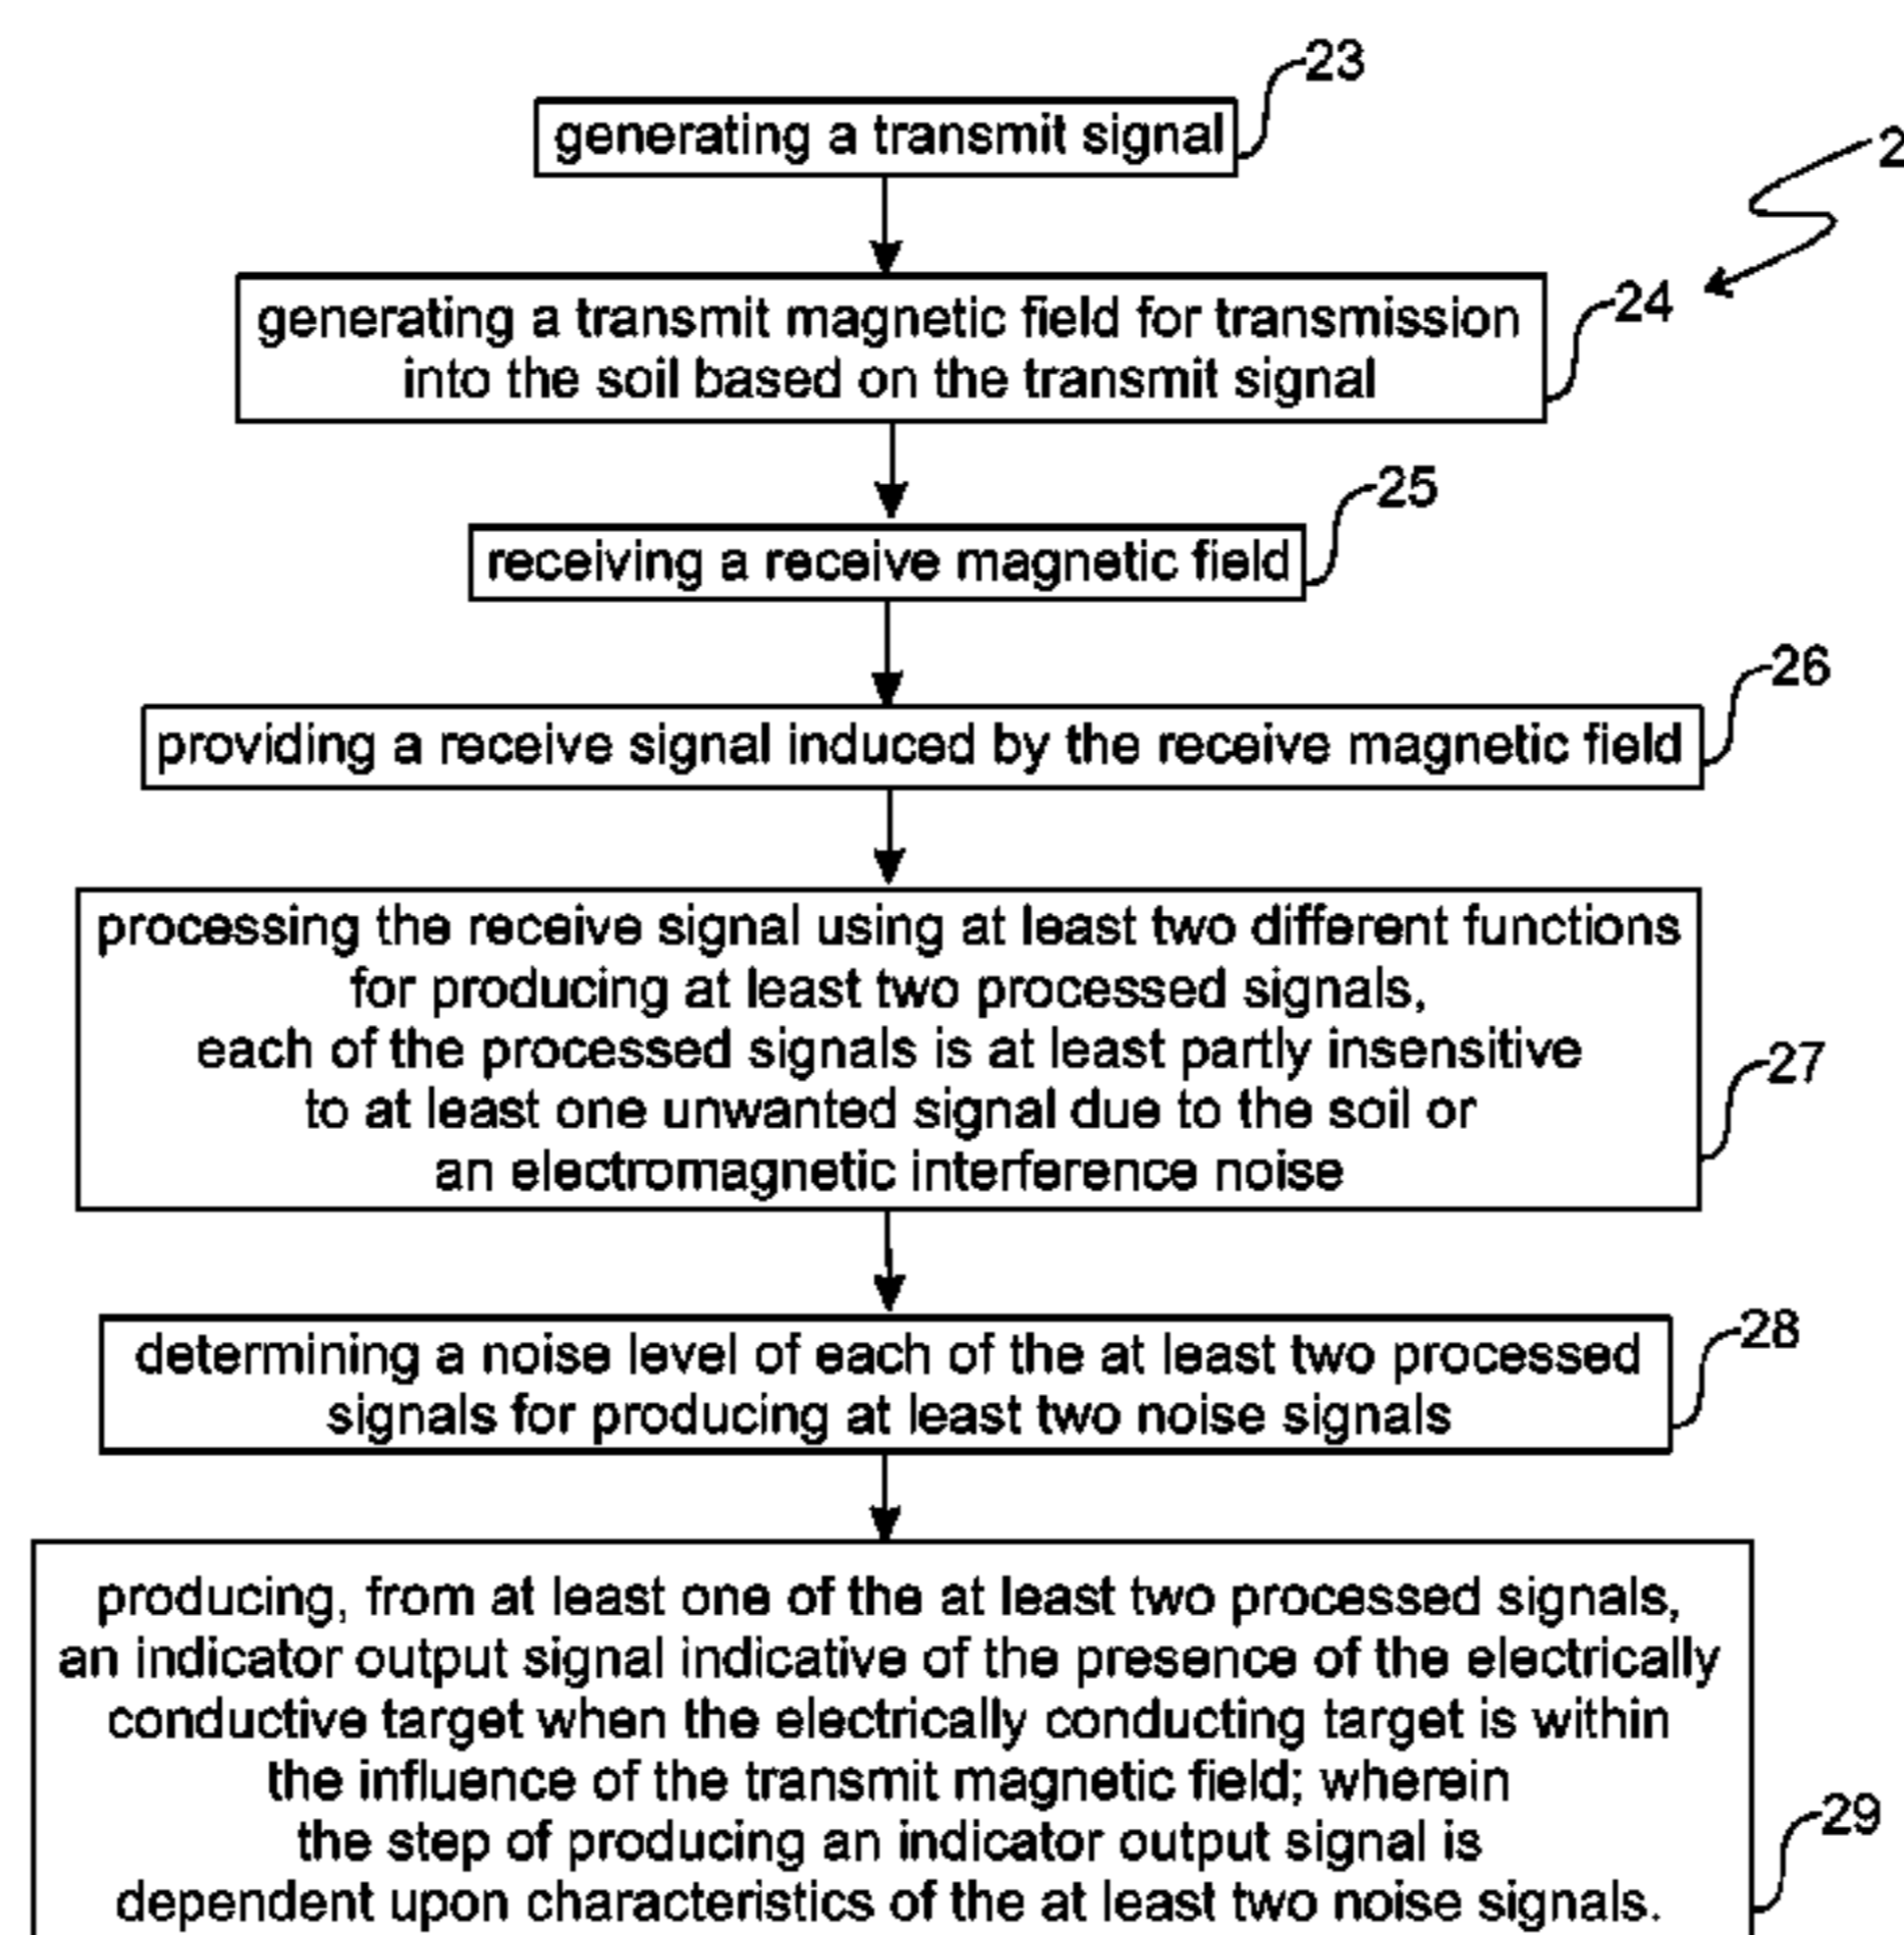 23
generating a transmit signal
24
generating a transmit magnetic field for transmission
into the soil based on the transmit signal
25
receiving a receive magnetic field
26
providing a receive signal induced by the receive magnetic field
processing the receive signal using at least two different functions
for producing at least two processed signals,
each of the processed signals is at least partly insensitive
27
to at least one unwanted signal due to the soil or
an electromagnetic interference noise
28
determining a noise level of each of the at least two processed
signals for producing at least two noise signals
producing, from at least one of the at least two processed signals,
an indicator output signal indicative of the presence of the electrically
conductive target when the electrically conducting target is within
the influence of the transmit magnetic field; wherein
29
the step of producing an indicator output signal is
dependent upon characteristics of the at least two noise signals.